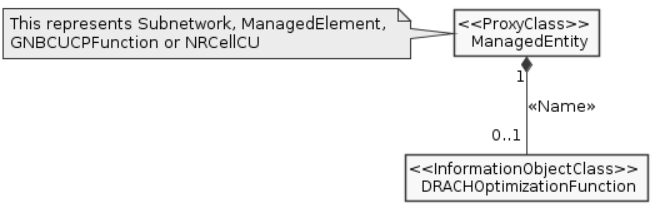 This represents Subnetwork, ManagedElement,
GNBCUCPFunction or NRCellCU
<<ProxyClass>>
ManagedEntity
1
«Name»
0..1
<<InformationObjectClass>>
DRACHOptimizationFunction